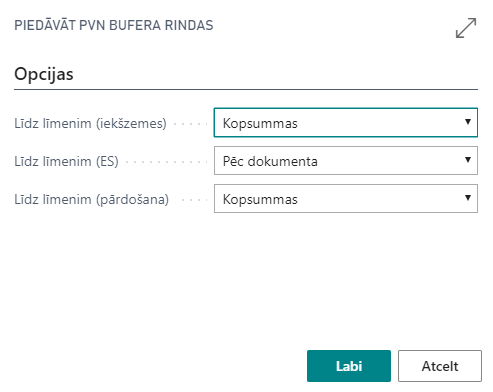 PIEDĀVĀT PVN BUFERA RINDAS
Opcijas
Līdz līmenim (iekšzemes) Kopsummas
Līdz līmenim (ES) Pēc dokumenta
Līdz līmenim (pārdošana) Kopsummas
Labi Atcelt